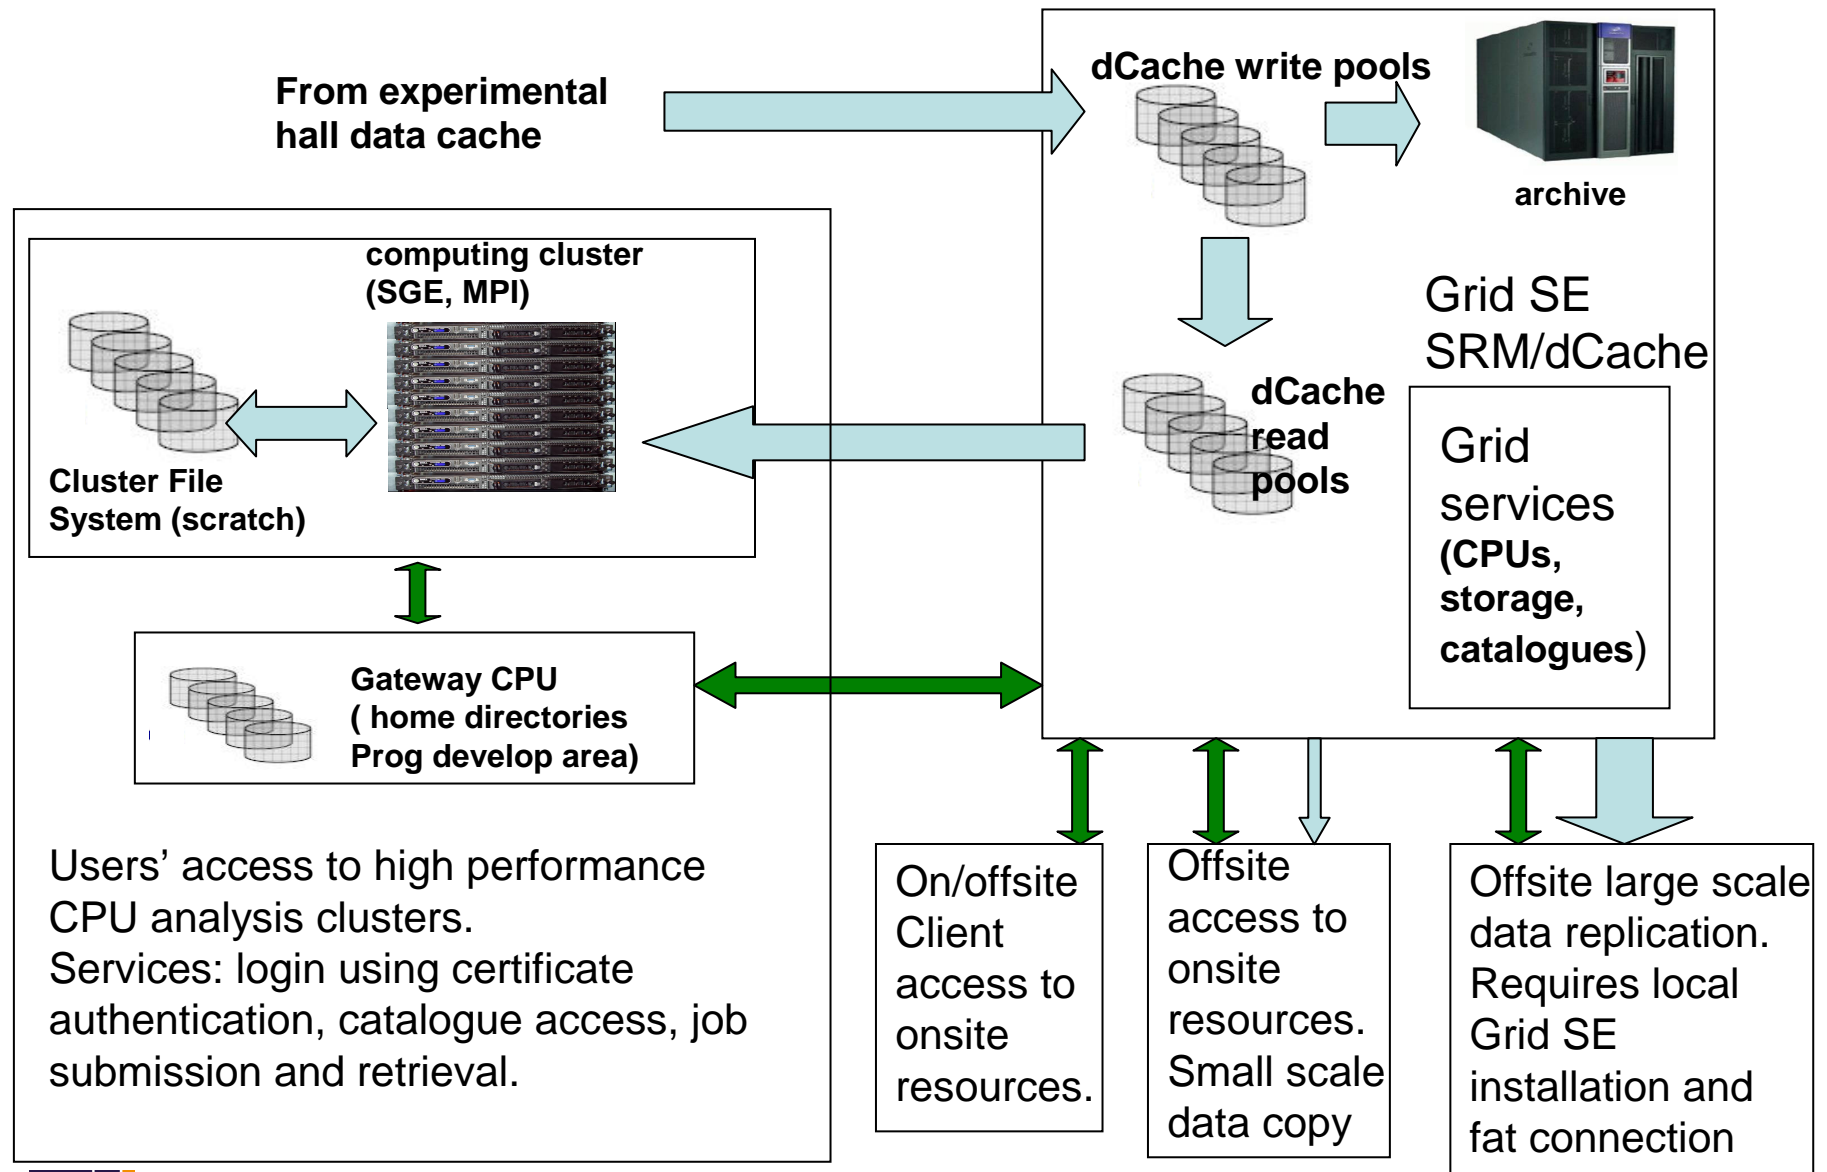 From experimental
hall data cache
dCache write pools
archive
computing cluster
(SGE, MPI)
Cluster File
System (scratch)
Grid SE
SRM/dCache
dCache
read
pools
Grid
services
(CPUs,
storage,
catalogues)
Gateway CPU
( home directories
Prog develop area)
Users’ access to high performance
CPU analysis clusters.
Services: login using certificate
authentication, catalogue access, job
submission and retrieval.
On/offsite
Client
access to
onsite
resources.
Offsite
access to
onsite
resources.
Small scale
data copy
Offsite large scale
data replication.
Requires local
Grid SE
installation and
fat connection